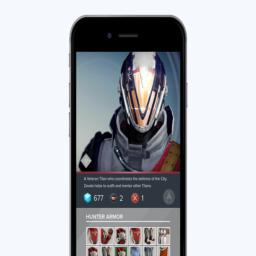 A Veteran Titan who coordinates the defense of the City,
Zavala helps to outfit and mentor other Titans.
677 2 1
HUNTER ARMOR